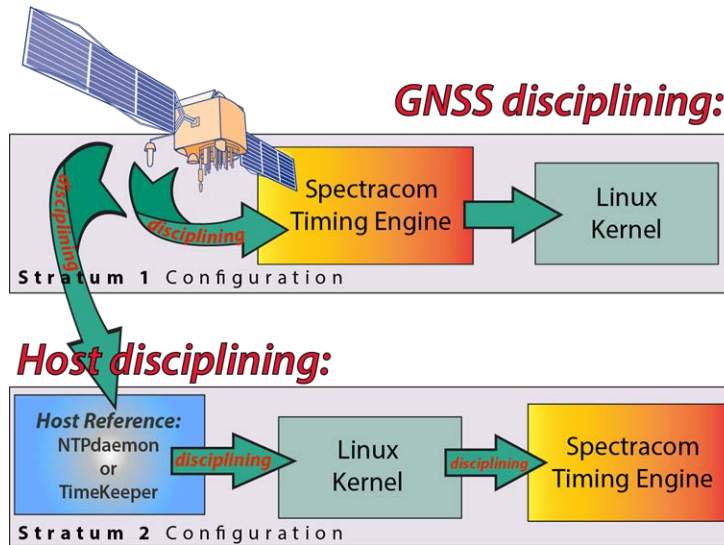 GNSS disciplining:
disciplining
disciplining
Spectracom
Timing Engine
Linux
Kernel
Stratum 1 Configuration
Host disciplining:
Host Reference:
NTPdaemon
or
TimeKeeper
disciplining
Linux
Kernel
disciplining
Spectracom
Timing Engine
Stratum 2 Configuration